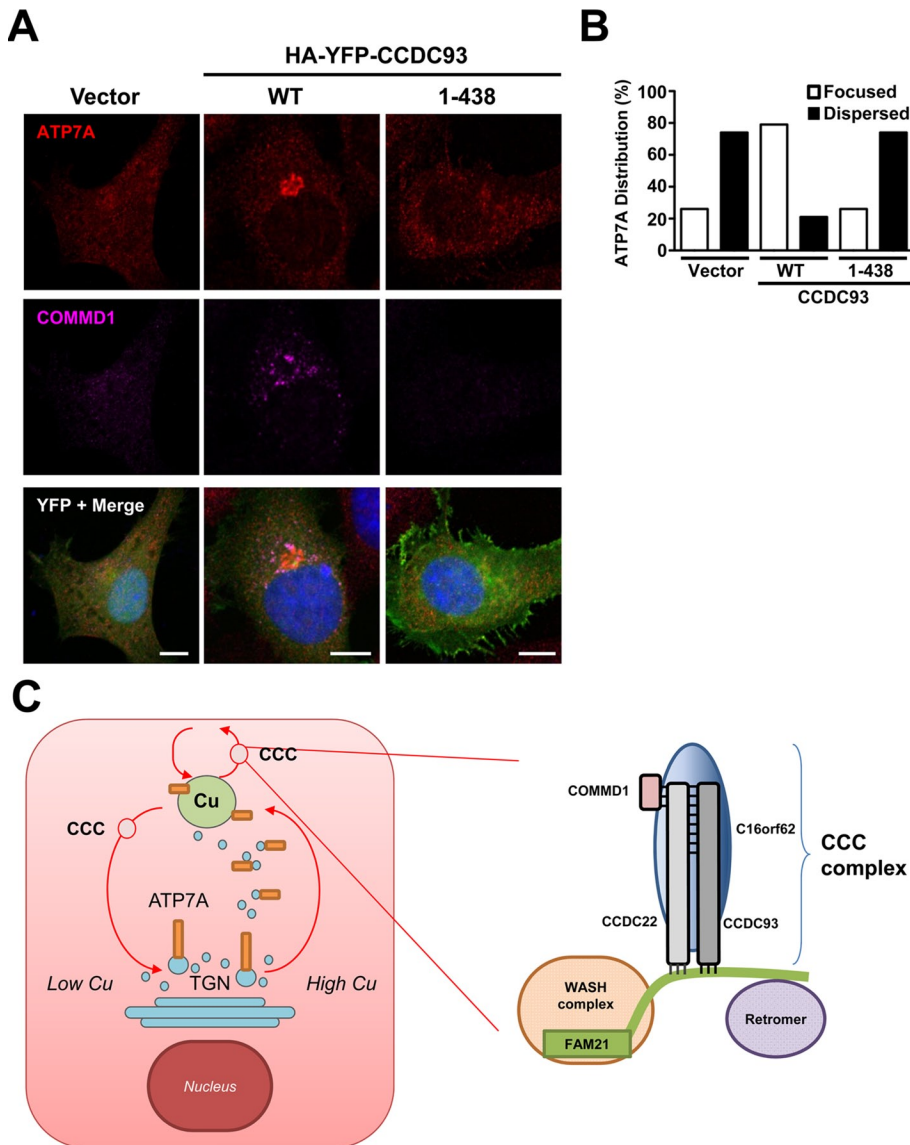 A
HA-YFP-CCDC93
Vector
WT
1-438
ATP7A
COMMD1
YFP + Merge
B
ATP7A Distribution (%)
80
60
40
20
0
Focused
Dispersed
Vector
WT
1-438
CCDC93
C
CCC
Cu
CCC
ATP7A
Low Cu
TGN
High Cu
Nucleus
COMMD1
C16orf62
CCC
complex
CCDC22
CCDC93
WASH
complex
FAM21
Retromer